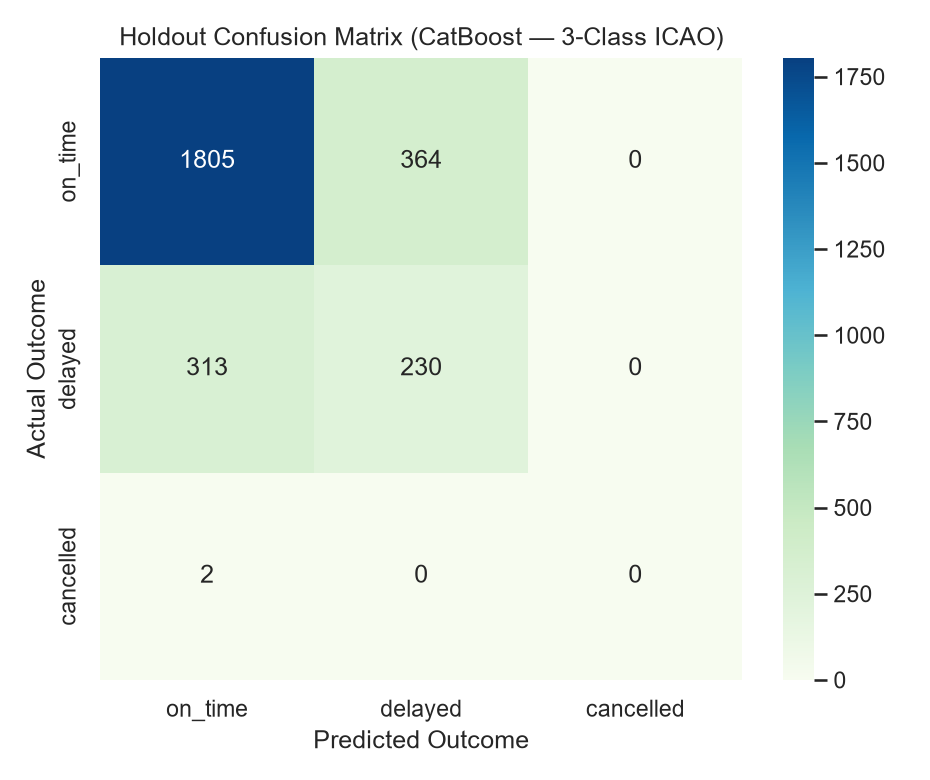 Holdout Confusion Matrix (CatBoost — 3-Class ICAO)
Actual Outcome
on_time
delayed
cancelled
1805 364 0
313 230 0
2 0 0
on_time delayed cancelled
Predicted Outcome
1750
1500
1250
1000
750
500
250
0